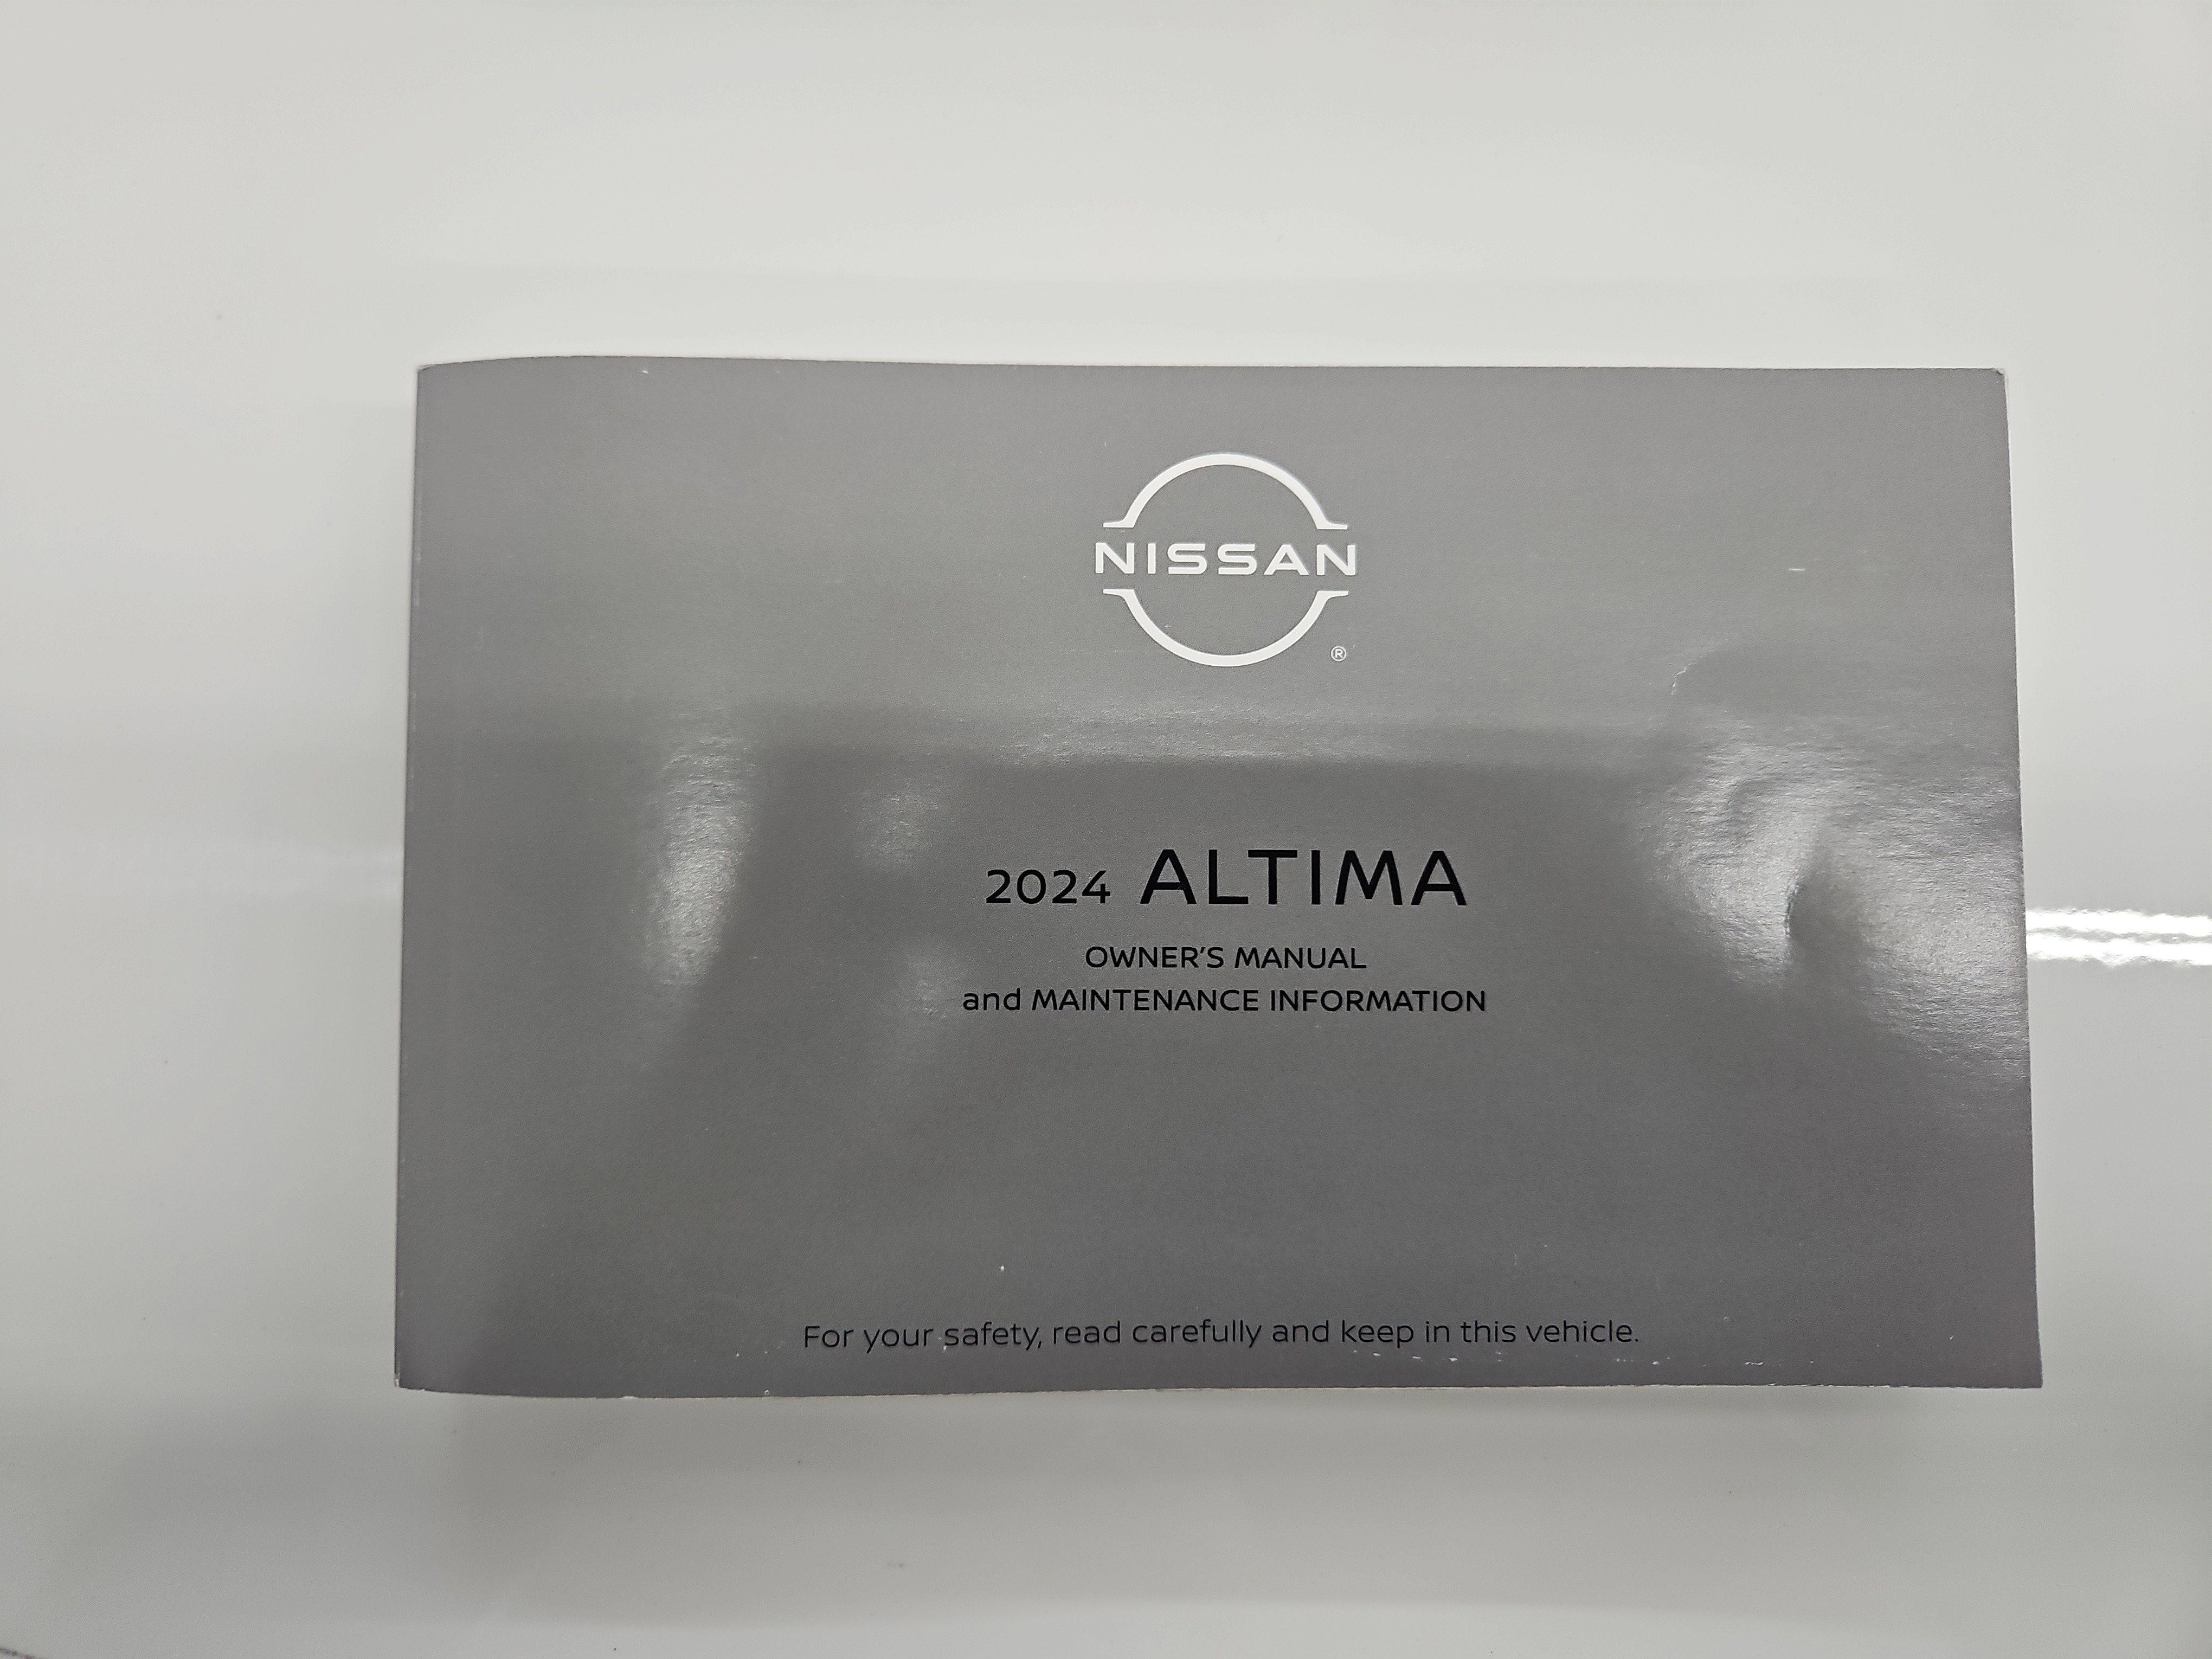 NISSAN
®
2024 ALTIMA
OWNER'S MANUAL
and MAINTENANCE INFORMATION
For your safety, read carefully and keep in this vehicle.